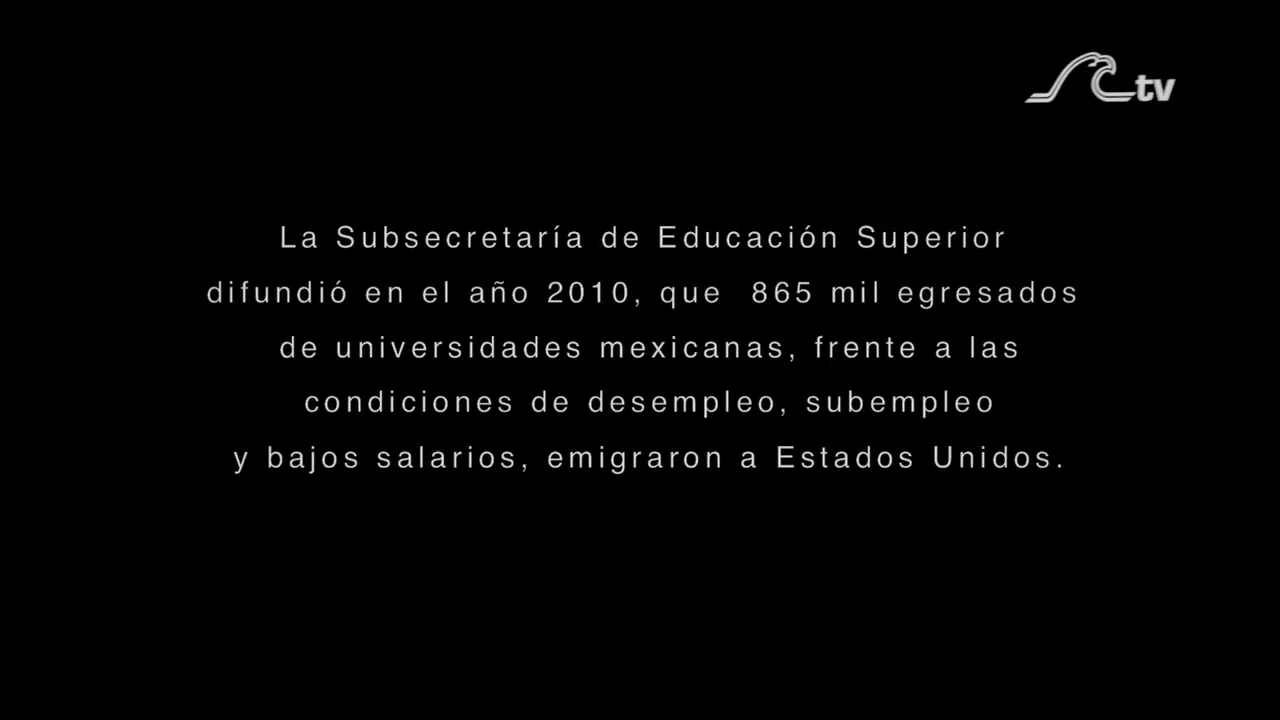 tv
La Subsecretaría de Educación Superior
difundió en el año 2010, que 865 mil egresados
de universidades mexicanas, frente a las
condiciones de desempleo, subempleo
y bajos salarios, emigraron a Estados Unidos.